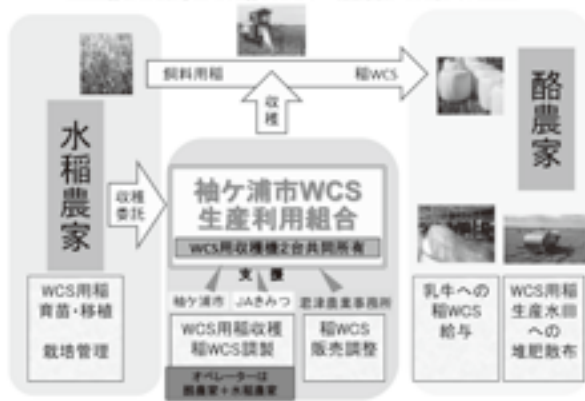 飼料用稲
稲WCS
収
穫
水稲農家
酪農家
収穫
委託
袖ケ浦市WCS
生産利用組合
WCS用収穫機2台共同所有
支 援
袖ケ浦市
JAきみつ
君津農業事務所
WCS用稲
育苗・移植
栽培管理
WCS用稲収穫
稲WCS調製
オペレーターは
酪農家+水稲農家
稲WCS
販売調整
乳牛への
稲WCS
給与
WCS用稲
生産水田
への
堆肥散布